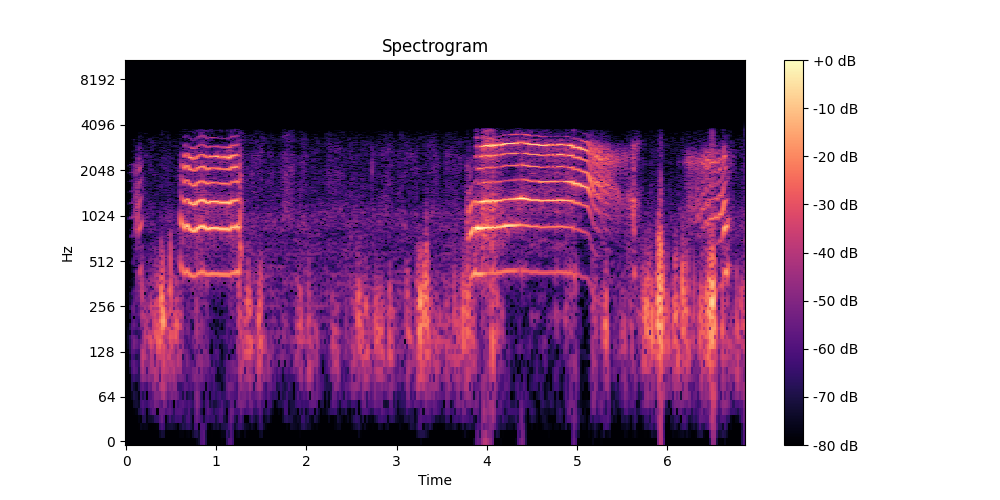 Spectrogram
Hz
8192
4096
2048
1024
512
256
128
64
0
0 1 2 3 4 5 6
Time
+0 dB
-10 dB
-20 dB
-30 dB
-40 dB
-50 dB
-60 dB
-70 dB
-80 dB